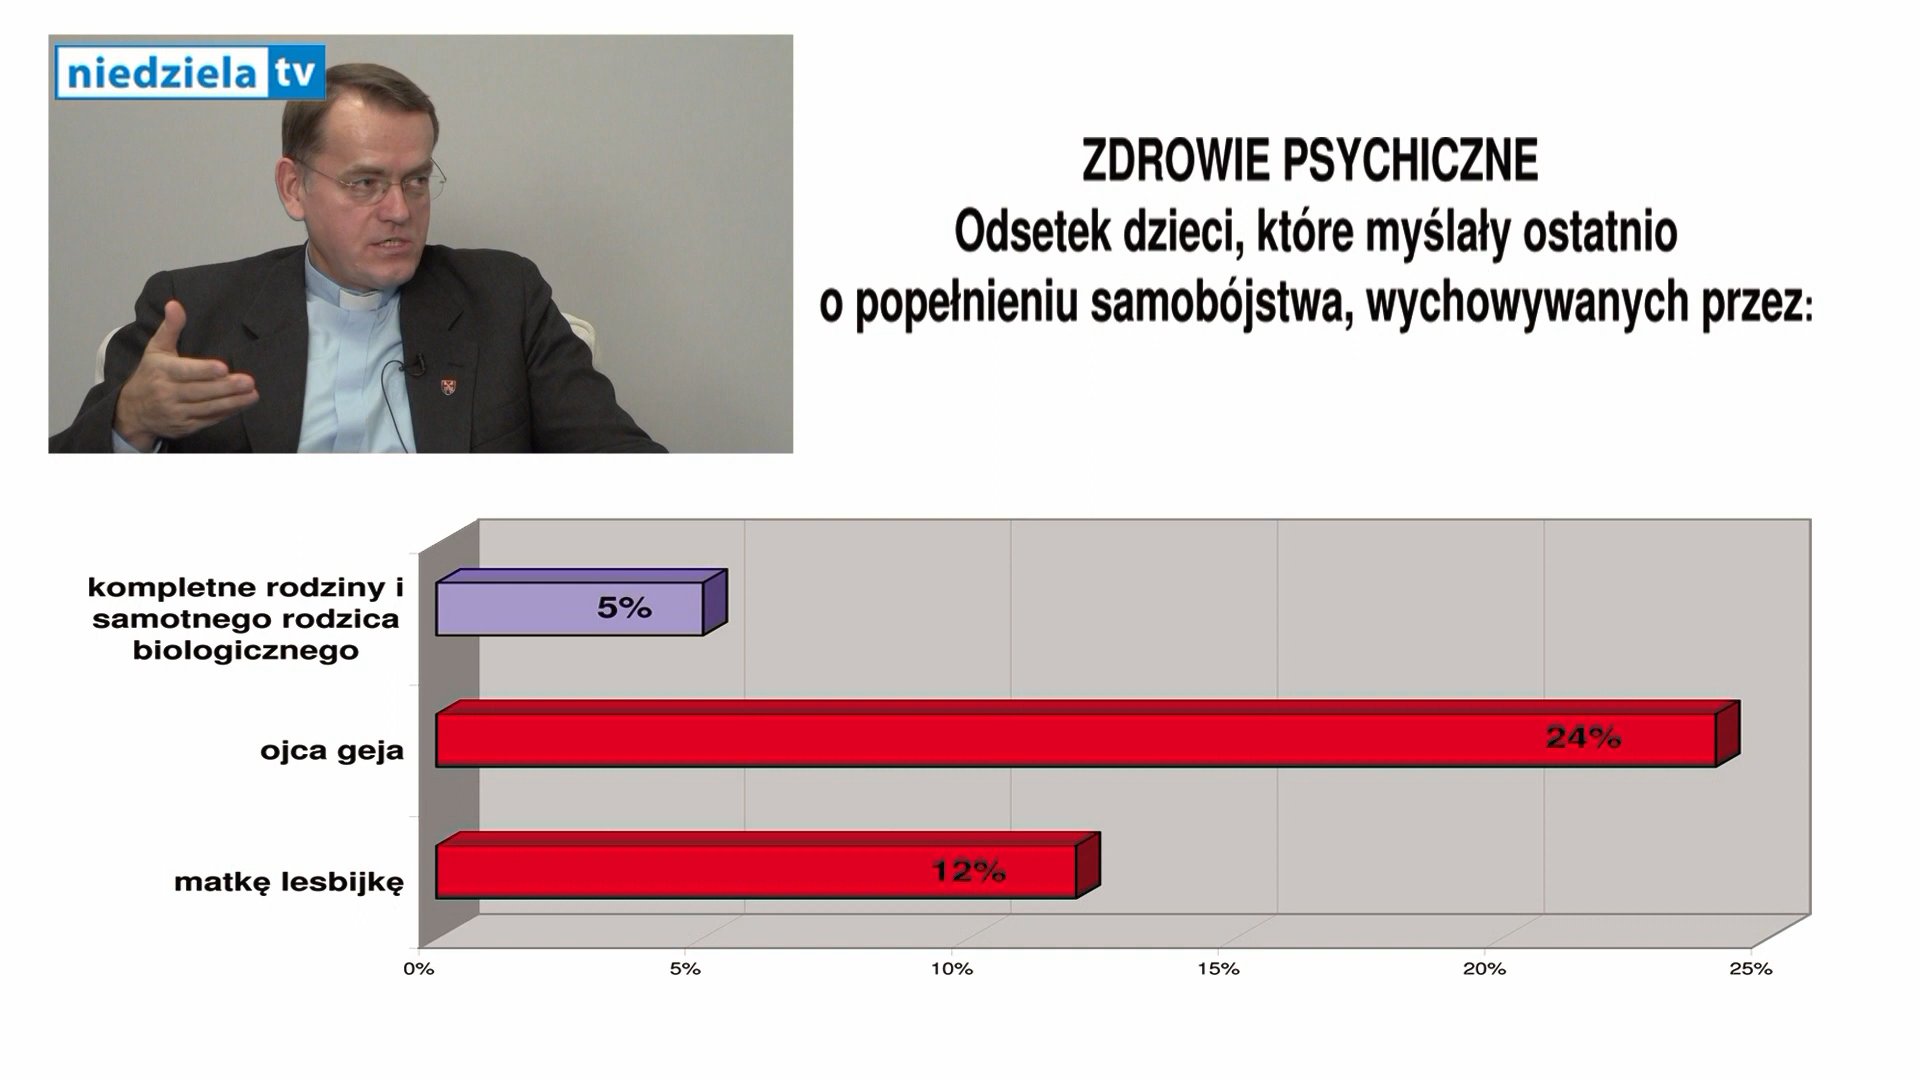 niedziela tv
ZDROWIE PSYCHICZNE
Odsetek dzieci, które myślały ostatnio
o popełnieniu samobójstwa, wychowywanych przez:
kompletne rodziny i
samotnego rodzica
biologicznego
5%
ojca geja
24%
matkę lesbijkę
12%
0%
5%
10%
15%
20%
25%